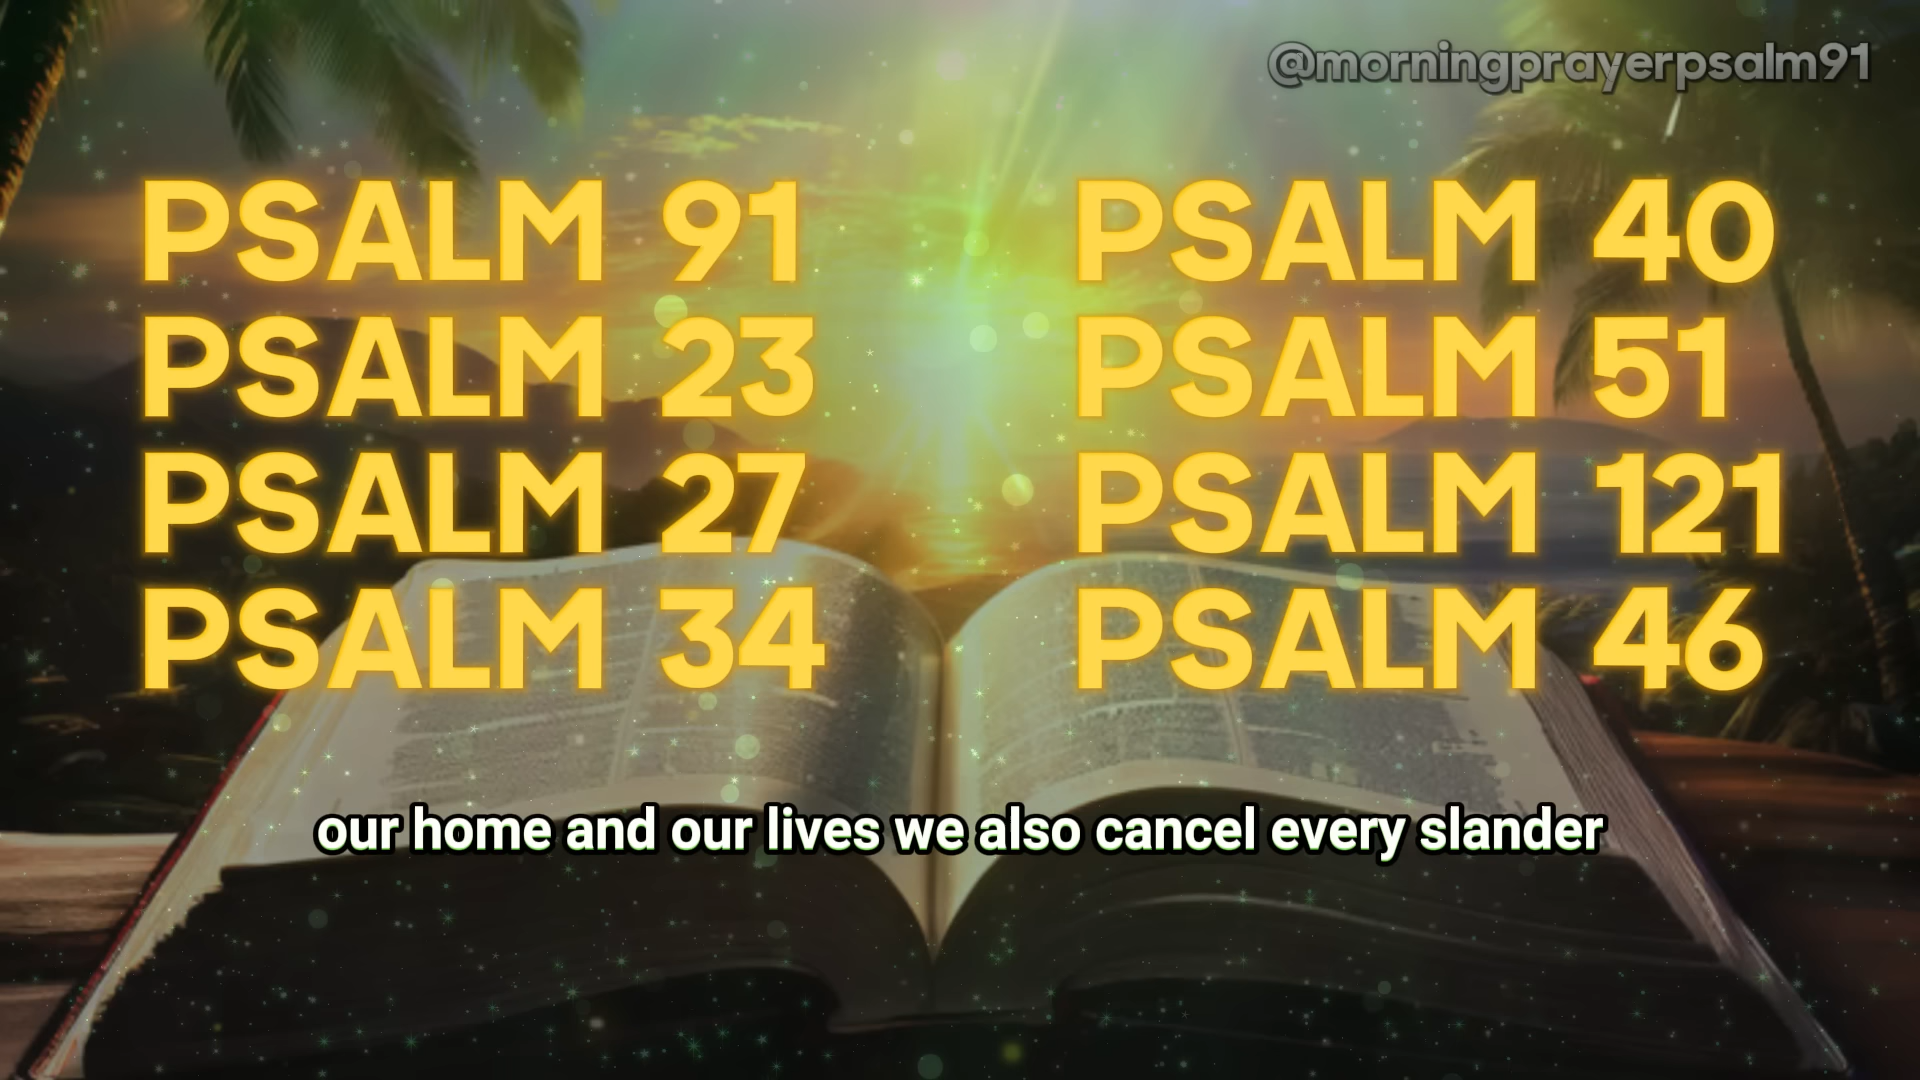 @morningprayerpsalm91
PSALM 91
PSALM 23
PSALM 27
PSALM 34
PSALM 40
PSALM 51
PSALM 121
PSALM 46
our home and our lives we also cancel every slander